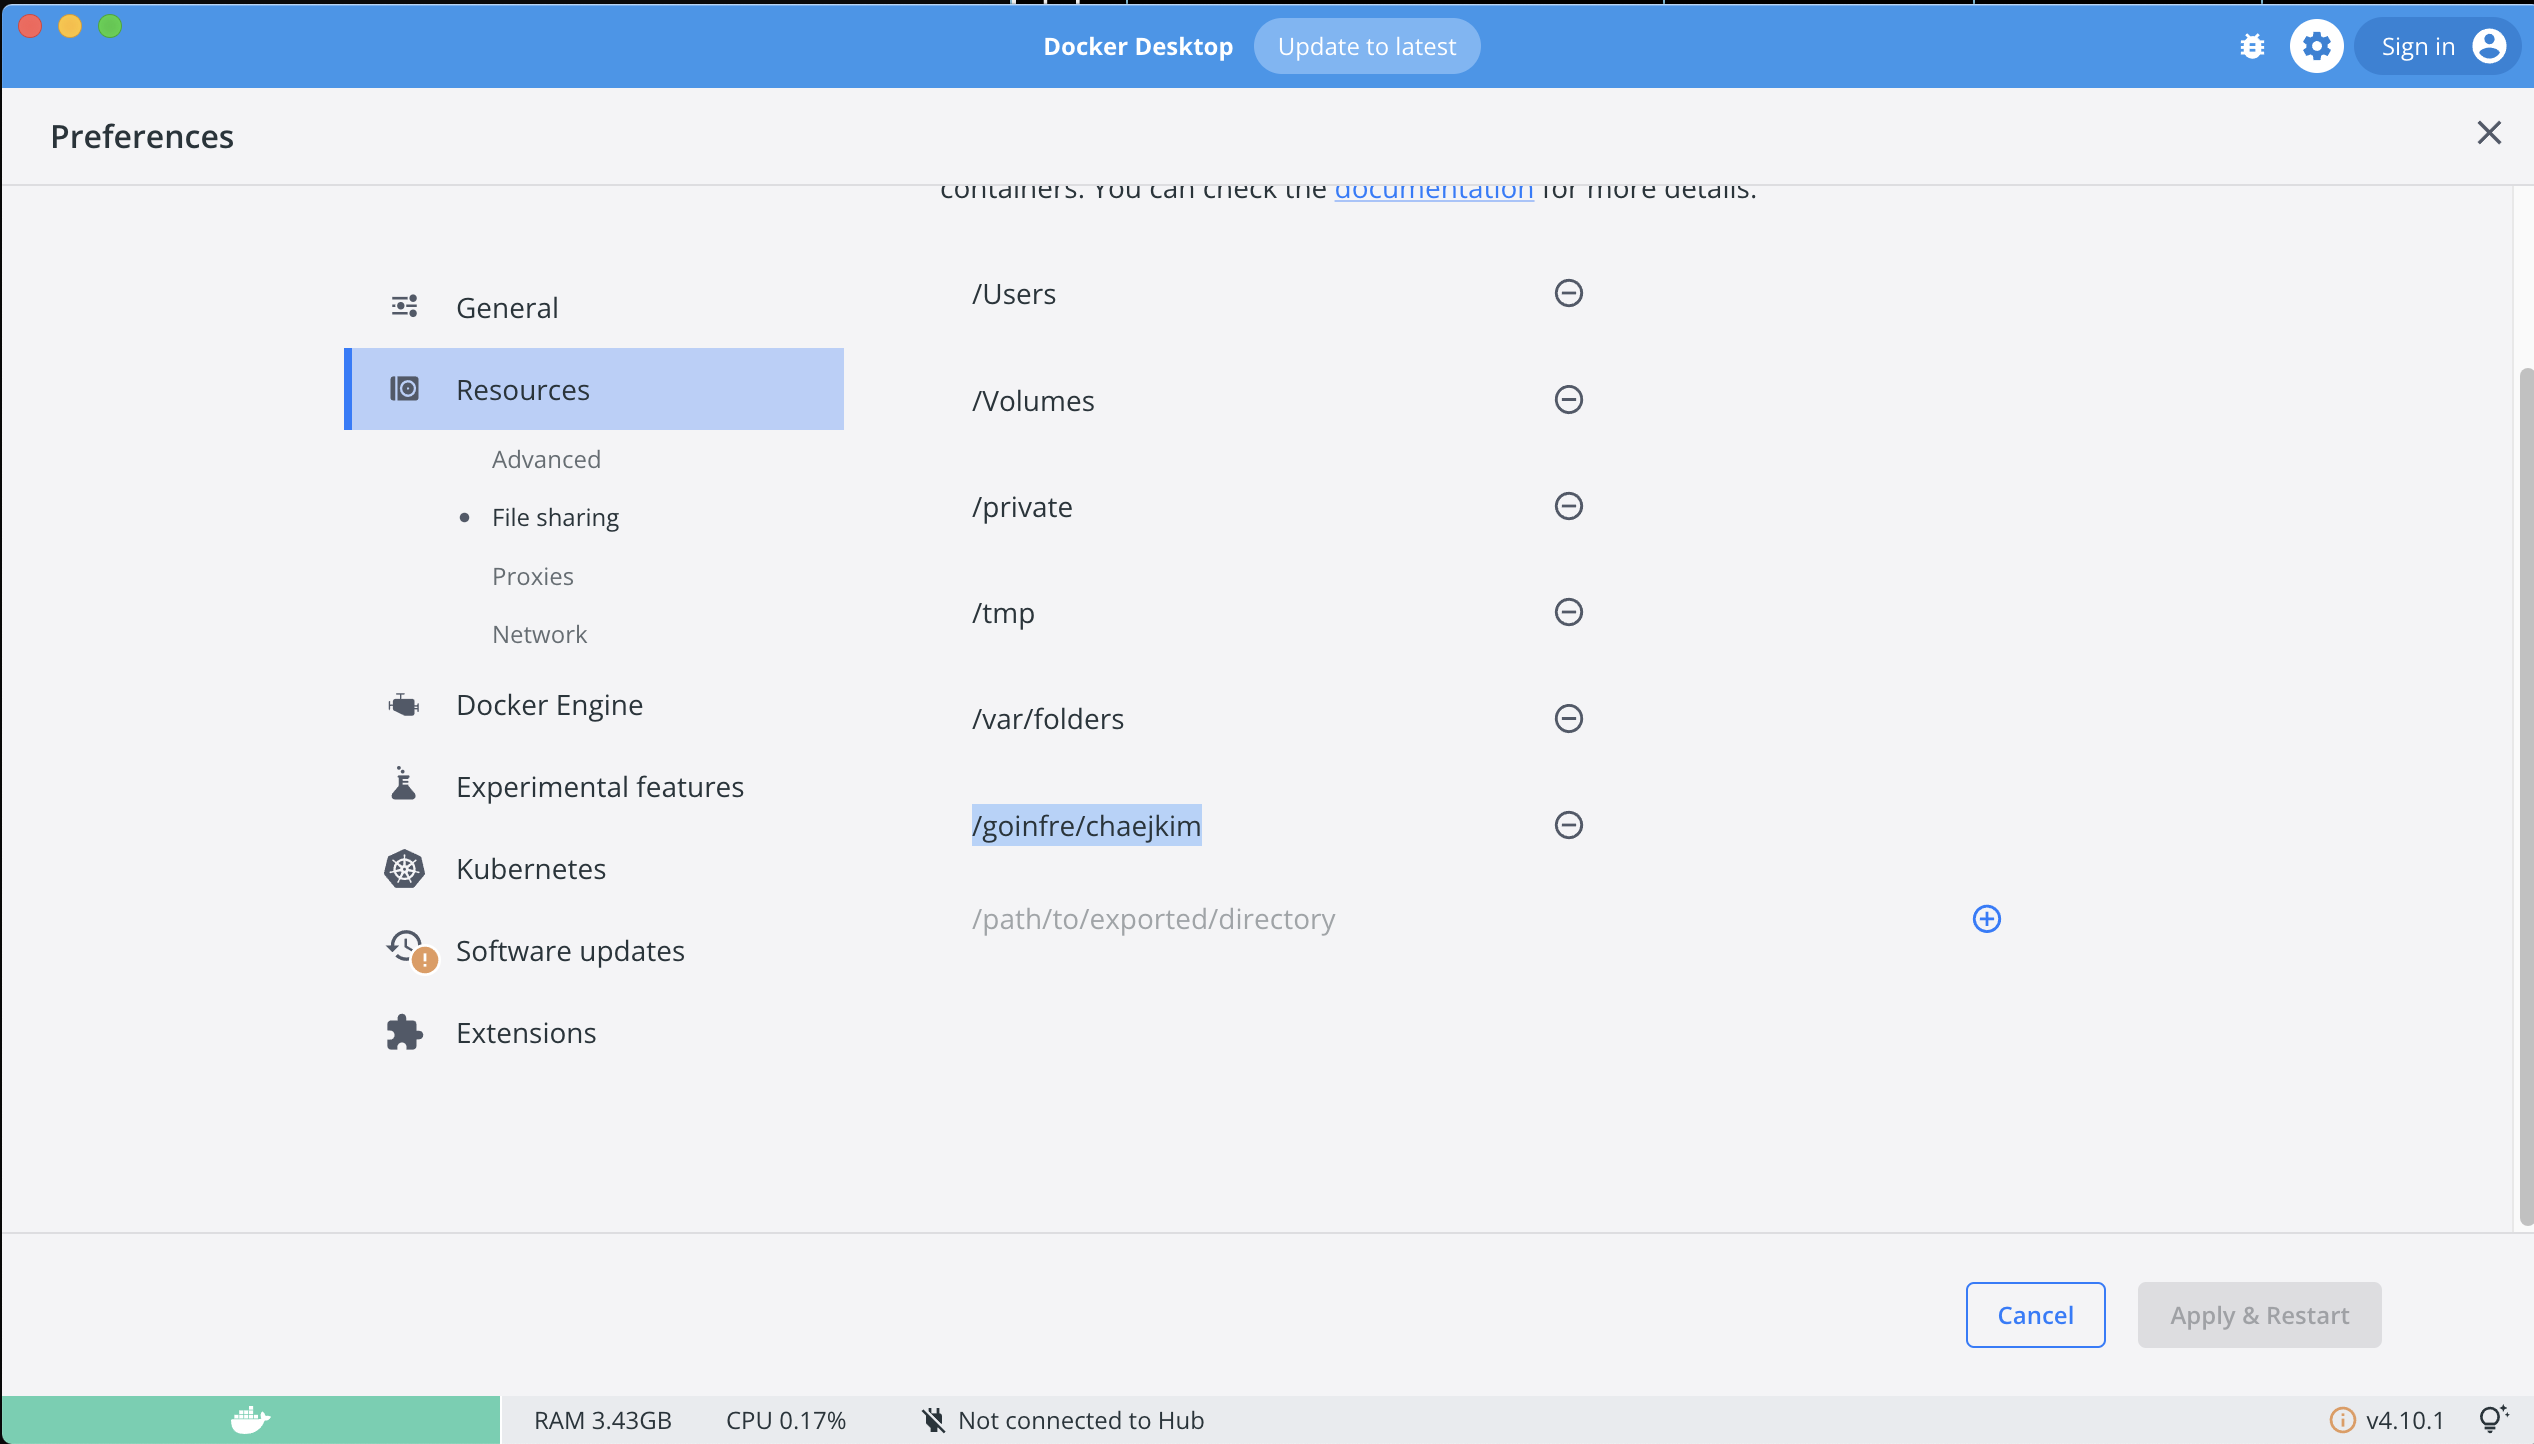 Docker Desktop
Update to latest
Sign in
Preferences
containers. You can check the documentation for more details.
General
Resources
Advanced
File sharing
Proxies
Network
Docker Engine
Experimental features
Kubernetes
Software updates
Extensions
/Users
/Volumes
/private
/tmp
/var/folders
/goinfre/chaejkim
/path/to/exported/directory
Cancel
Apply & Restart
RAM 3.43GB
CPU 0.17%
Not connected to Hub
v4.10.1